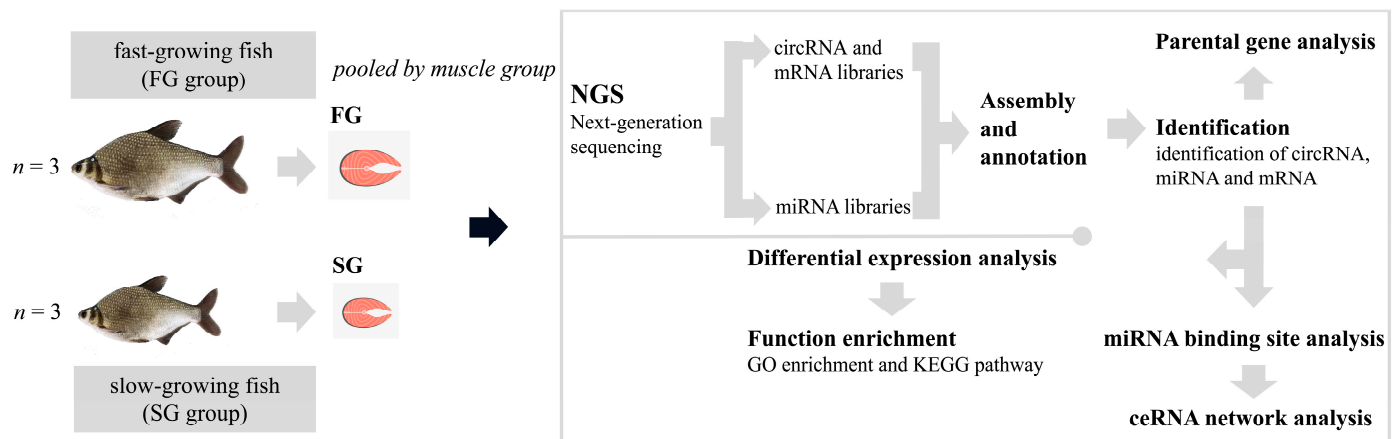 fast-growing fish
(FG group)
pooled by muscle group
FG
n = 3
SG
n = 3
slow-growing fish
(SG group)
NGS
Next-generation
sequencing
circRNA and
mRNA libraries
miRNA libraries
Assembly
and
annotation
Parental gene analysis
Identification
identification of circRNA,
miRNA and mRNA
Differential expression analysis
Function enrichment
GO enrichment and KEGG pathway
miRNA binding site analysis
ceRNA network analysis